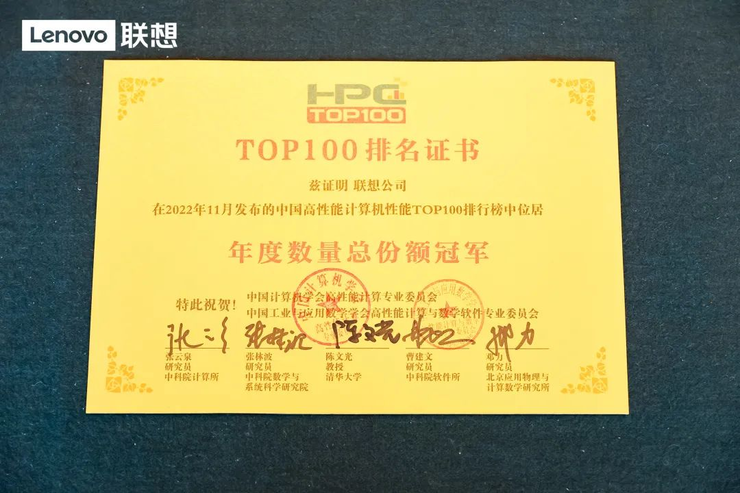 Lenovo 联想
HPC
TOP100
TOP100排名证书
兹证明 联想公司
在2022年11月发布的中国高性能计算机性能TOP100排行榜中位居
年度数量总份额冠军
特此祝贺!
中国计算机学会高性能计算专业委员会
中国工业与应用数学学会高性能计算与数学软件专业委员会
张云泉 张林波 陈文光 曹建文 邓力
研究员 研究员 教授 研究员 研究员
中科院计算所 中科院数学与 清华大学 中科院软件所 北京应用物理与
系统科学研究院 计算数学研究所